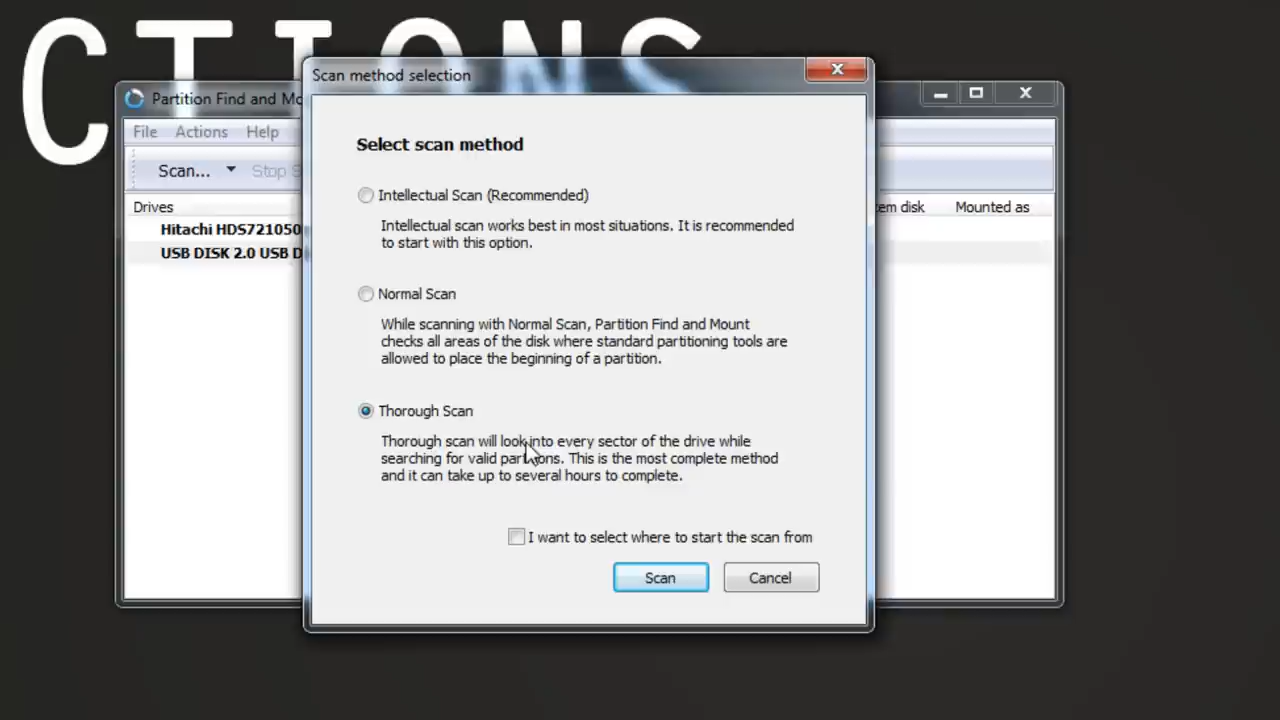 CTIONS
Scan method selection
Partition Find and Mo
File Actions Help
Scan... Stop S
Drives
em disk Mounted as
Hitachi HDS721050
USB DISK 2.0 USB D
Select scan method
Intellectual Scan (Recommended)
Intellectual scan works best in most situations. It is recommended
to start with this option.
Normal Scan
While scanning with Normal Scan, Partition Find and Mount
checks all areas of the disk where standard partitioning tools are
allowed to place the beginning of a partition.
Thorough Scan
Thorough scan will look into every sector of the drive while
searching for valid partitions. This is the most complete method
and it can take up to several hours to complete.
I want to select where to start the scan from
Scan Cancel